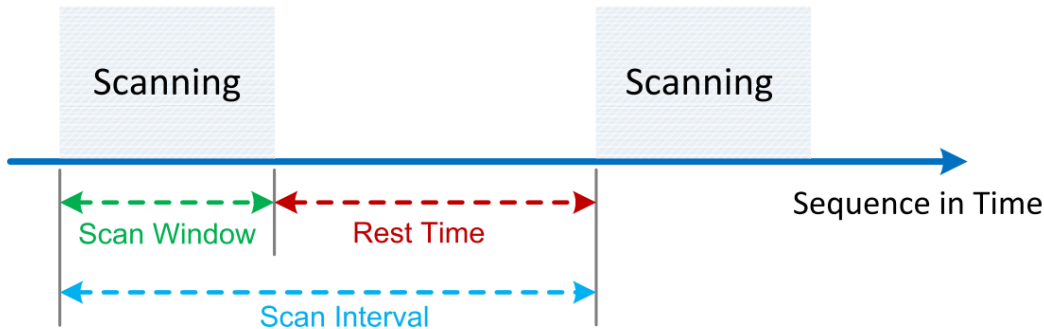 Scanning
Scanning
Sequence in Time
Scan Window
Rest Time
Scan Interval